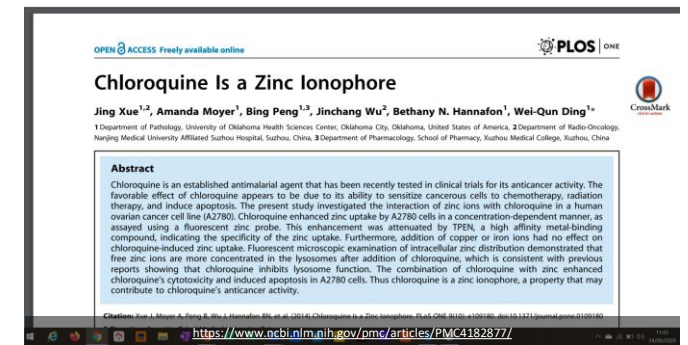 OPEN ACCESS Freely available online
PLOS ONE
Chloroquine Is a Zinc Ionophore
CrossMark
Jing Xue1,2, Amanda Moyer1, Bing Peng1,3, Jinchang Wu2, Bethany N. Hannafon1, Wei-Qun Ding1*
1 Department of Pathology, University of Oklahoma Health Sciences Center, Oklahoma City, Oklahoma, United States of America, 2 Department of Radio-Oncology,
Nanjing Medical University Affiliated Suzhou Hospital, Suzhou, China, 3 Department of Pharmacology, School of Pharmacy, Xuzhou Medical College, Xuzhou, China
Abstract
Chloroquine is an established antimalarial agent that has been recently tested in clinical trials for its anticancer activity. The
favorable effect of chloroquine appears to be due to its ability to sensitize cancerous cells to chemotherapy, radiation
therapy, and induce apoptosis. The present study investigated the interaction of zinc ions with chloroquine in a human
ovarian cancer cell line (A2780). Chloroquine enhanced zinc uptake by A2780 cells in a concentration-dependent manner, as
assayed using a fluorescent zinc probe. This enhancement was attenuated by TPEN, a high affinity metal-binding
compound, indicating the specificity of the zinc uptake. Furthermore, addition of copper or iron ions had no effect on
chloroquine-induced zinc uptake. Fluorescent microscopic examination of intracellular zinc distribution demonstrated that
free zinc ions are more concentrated in the lysosomes after addition of chloroquine, which is consistent with previous
reports showing that chloroquine inhibits lysosome function. The combination of chloroquine with zinc enhanced
chloroquine's cytotoxicity and induced apoptosis in A2780 cells. Thus chloroquine is a zinc ionophore, a property that may
contribute to chloroquine's anticancer activity.
Citation: Xue J, Moyer A, Peng B, Wu J, Hannafon BN, et al. (2014) Chloroquine Is a Zinc Ionophore. PLoS ONE 9(10): e109180. doi:10.1371/journal.pone.0109180
https://www.ncbi.nlm.nih.gov/pmc/articles/PMC4182877/
11:43
24/06/2020